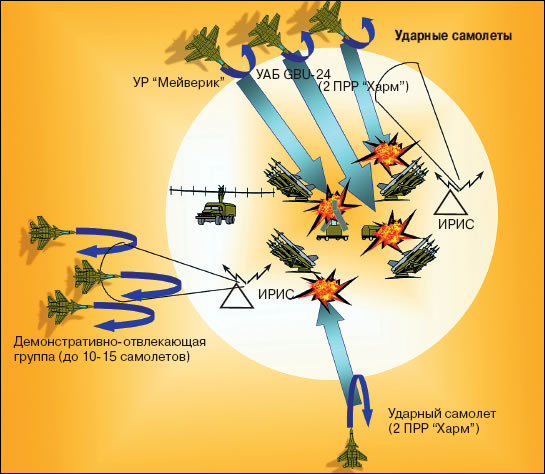 Ударные самолеты
УР “Мейверик”
УАБ GBU-24
(2 ПРР “Харм”)
ИРИС
ИРИС
Демонстративно-отвлекающая
группа (до 10-15 самолетов)
Ударный самолет
(2 ПРР “Харм”)